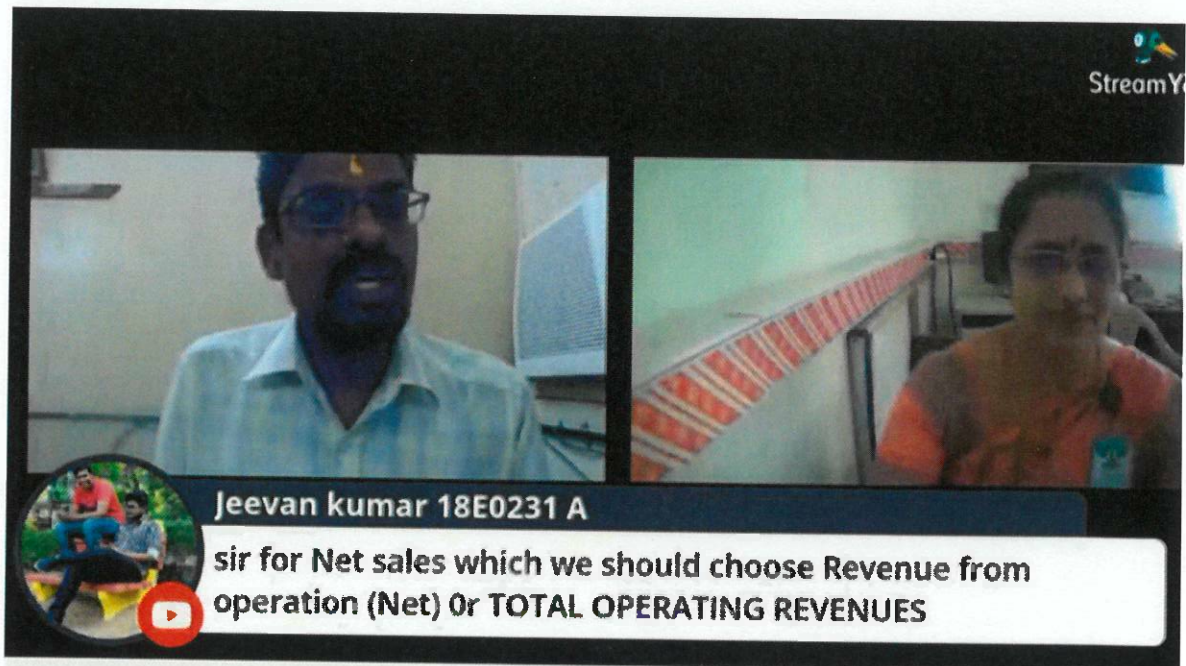 StreamYa
Jeevan kumar 18E0231 A
sir for Net sales which we should choose Revenue from
operation (Net) 0r TOTAL OPERATING REVENUES